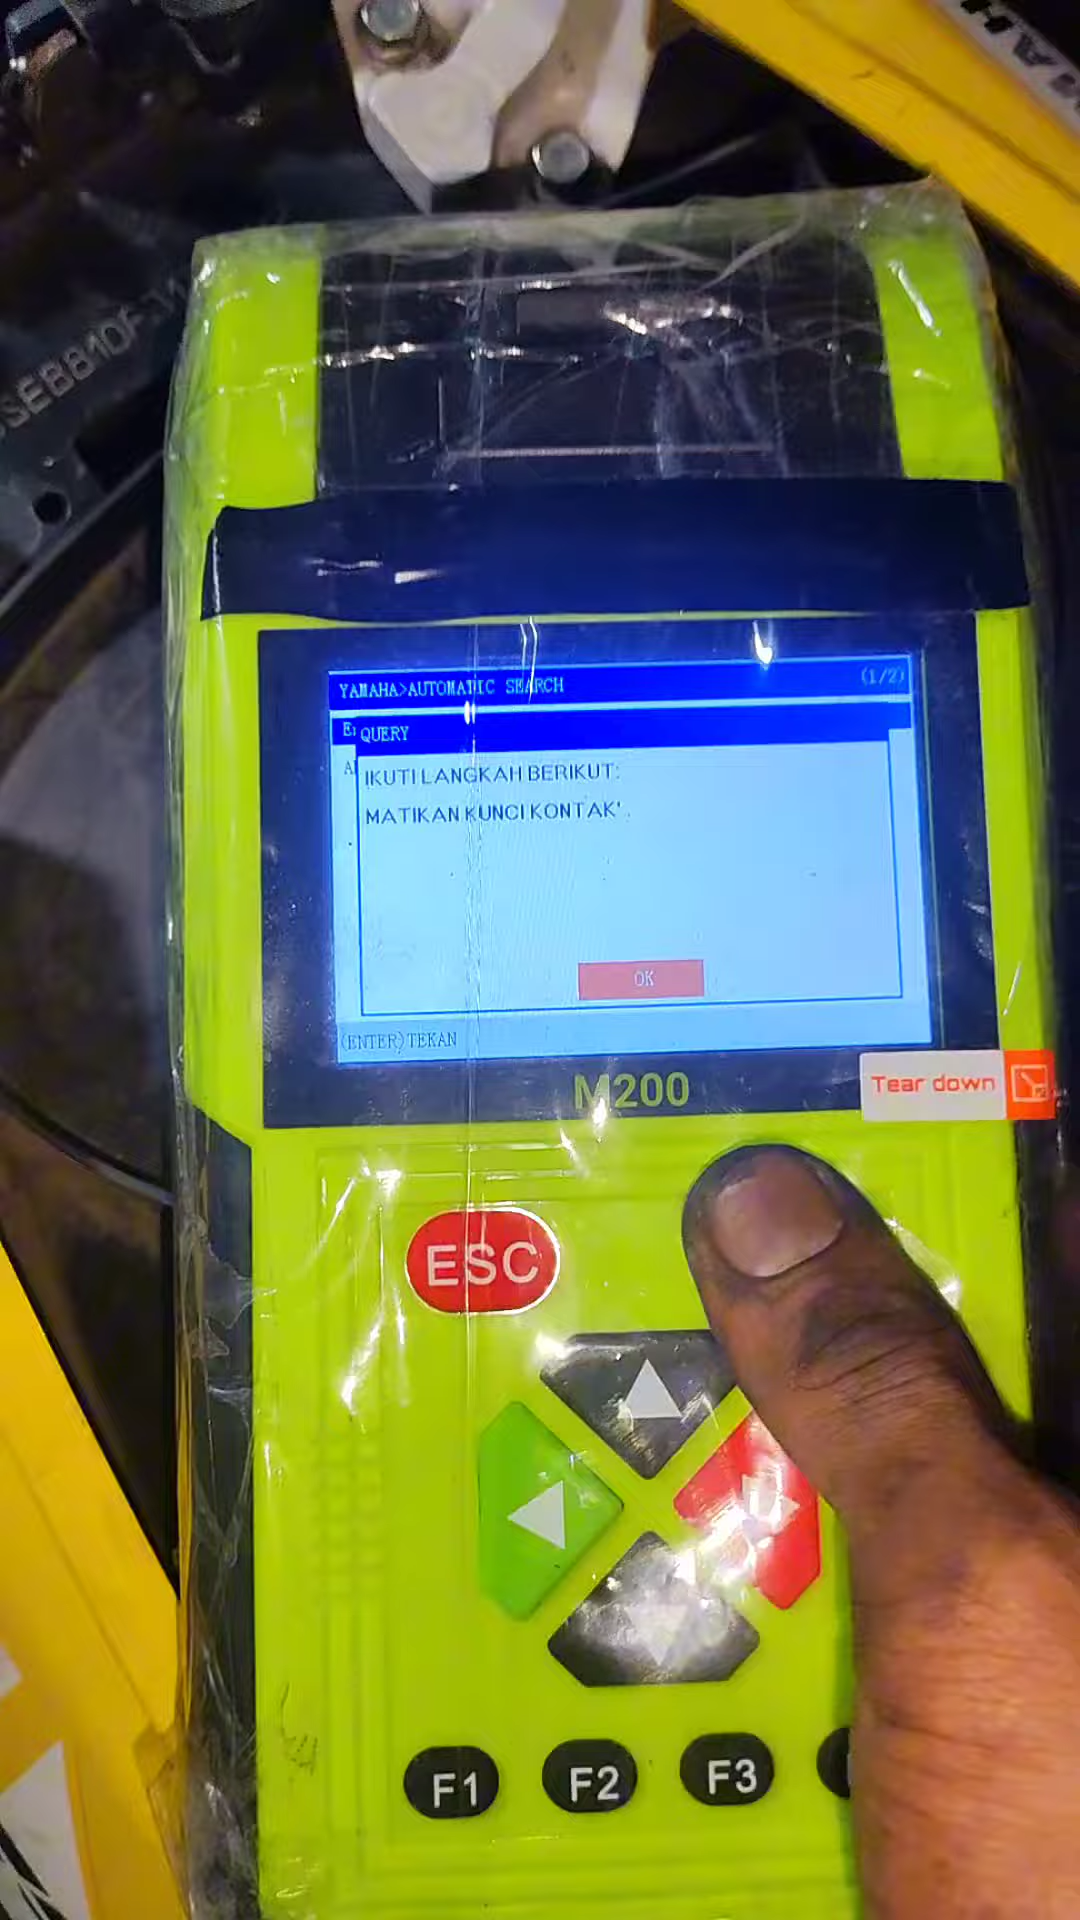 YAMAHA>AUTOMATIC SEARCH (1/2)
QUERY
IKUTI LANGKAH BERIKUT:
MATIKAN KUNCI KONTAK'.
OK
(ENTER)TEKAN
M200
Tear down
ESC
F1 F2 F3